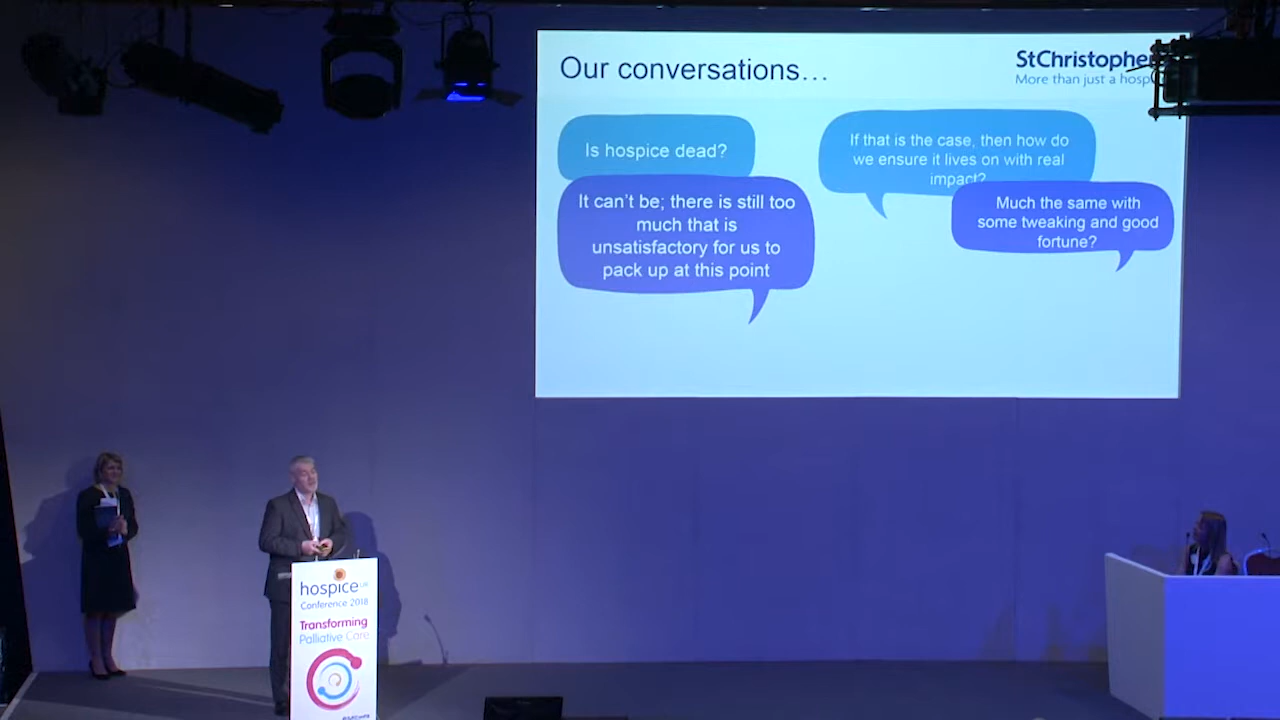 Our conversations…
StChristopher
More than just a hosp
Is hospice dead?
It can't be; there is still too
much that is
unsatisfactory for us to
pack up at this point
If that is the case, then how do
we ensure it lives on with real
impact?
Much the same with
some tweaking and good
fortune?
hospice UK
Conference 2018
Transforming
Palliative Care